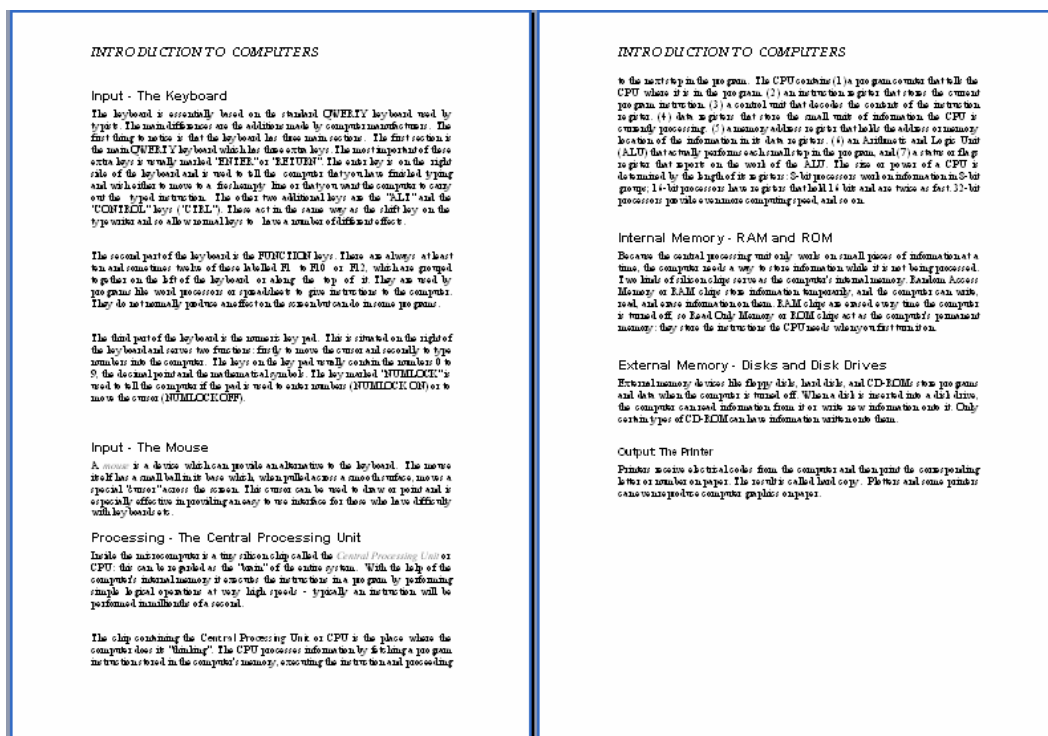 INTRODUCTION TO COMPUTERS
Input - The Keyboard
The keyboard is essentially based on the standard QWERTY keyboard used by
typists. The main differences are the additions made by computer manufacturers. The
first thing to notice is that the keyboard has three main sections. The first section is
the main QWERTY keyboard which has three extra keys. The most important of these
extra keys is usually marked "ENTER" or "RETURN". The enter key is on the right
side of the keyboard and is used to tell the computer that you have finished typing
and wish either to move to a fresh empty line or that you want the computer to carry
out the typed instruction. The other two additional keys are the "ALT" and the
"CONTROL" keys ("CTRL"). These act in the same way as the shift key on the
typewriter and so allow normal keys to have a number of different effects.
The second part of the keyboard is the FUNCTION keys. There are always at least
ten and sometimes twelve of these labelled F1 to F10 or F12, which are grouped
together on the left of the keyboard or along the top of it. They are used by
programs like word processors or spreadsheets to give instructions to the computer.
They do not normally produce an effect on the screen but can do in some programs.
The third part of the keyboard is the numeric key pad. This is situated on the right of
the keyboard and serves two functions: firstly to move the cursor and secondly to type
numbers into the computer. The keys on the key pad usually contain the numbers 0 to
9, the decimal point and the mathematical symbols. The key marked "NUMLOCK" is
used to tell the computer if the pad is used to enter numbers (NUMLOCK ON) or to
move the cursor (NUMLOCK OFF).
Input - The Mouse
A mouse is a device which can provide an alternative to the keyboard. The mouse
itself has a small ball in its base which, when pulled across a smooth surface, moves a
special "cursor" across the screen. This cursor can be used to draw or point and is
especially effective in providing an easy to use interface for those who have difficulty
with keyboards etc.
Processing - The Central Processing Unit
Inside the microcomputer is a tiny silicon chip called the Central Processing Unit or
CPU: this can be regarded as the "brain" of the entire system. With the help of the
computer's internal memory it executes the instructions in a program by performing
simple logical operations at very high speeds - typically an instruction will be
performed in millionths of a second.
The chip containing the Central Processing Unit or CPU is the place where the
computer does its "thinking". The CPU processes information by fetching a program
instruction stored in the computer's memory, executing the instruction and proceeding
INTRODUCTION TO COMPUTERS
to the next step in the program. The CPU contains (1) a program counter that tells the
CPU where it is in the program. (2) an instruction register that stores the current
program instruction. (3) a control unit that decodes the content of the instruction
register. (4) data registers that store the small units of information the CPU is
currently processing. (5) a memory address register that holds the address or memory
location of the information in its data registers. (6) an Arithmetic and Logic Unit
(ALU) that actually performs each small step in the program, and (7) a status or flags
register that reports on the work of the ALU. The size or power of a CPU is
determined by the length of its registers: 8-bit processors work on information in 8-bit
groups; 16-bit processors have registers that hold 16 bit and are twice as fast. 32-bit
processors provide even more computing speed, and so on.
Internal Memory - RAM and ROM
Because the central processing unit only works on small pieces of information at a
time, the computer needs a way to store information while it is not being processed.
Two kinds of silicon chips serve as the computer's internal memory. Random Access
Memory or RAM chips store information temporarily, and the computer can write,
read, and erase information on them. RAM chips are erased every time the computer
is turned off, so Read Only Memory or ROM chips act as the computer's permanent
memory: they store the instructions the CPU needs when you first turn it on.
External Memory - Disks and Disk Drives
External memory devices like floppy disks, hard disks, and CD-ROMs store programs
and data when the computer is turned off. When a disk is inserted into a disk drive,
the computer can read information from it or write new information onto it. Only
certain types of CD-ROM can have information written onto them.
Output: The Printer
Printers receive electrical codes from the computer and then print the corresponding
letter or number on paper. The result is called hard copy. Plotters and some printers
can even reproduce computer graphics on paper.